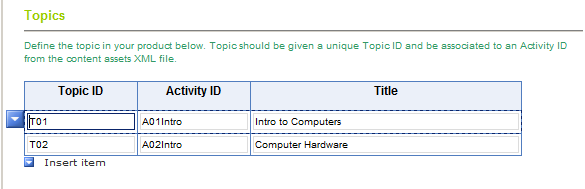 Topics
Define the topic in your product below. Topic should be given a unique Topic ID and be associated to an Activity ID
from the content assets XML file.
Topic ID Activity ID Title
T01 A01Intro Intro to Computers
T02 A02Intro Computer Hardware
Insert item